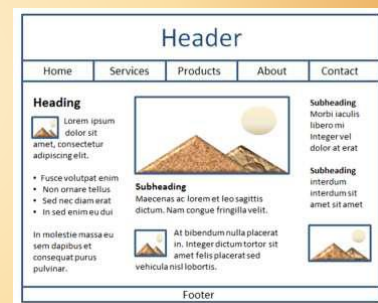 Header
Home Services Products About Contact
Heading
Lorem ipsum
dolor sit
amet, consectetur
adipiscing elit.
• Fusce volutpat enim
• Non ornare tellus
• Sed nec diam erat
• In sed enim eu dui
In molestie massa eu
sem dapibus et
consequat purus
pulvinar.
Subheading
Maecenas ac lorem et leo sagittis
dictum. Nam congue fringilla velit.
At bibendum nulla placerat
in. Integer dictum tortor sit
amet felis placerat sed
vehicula nisl lobortis.
Subheading
Morbi iaculis
libero mi
Integer vel
dolor at erat
Subheading
interdum
interdum sit
amet sit amet
Footer